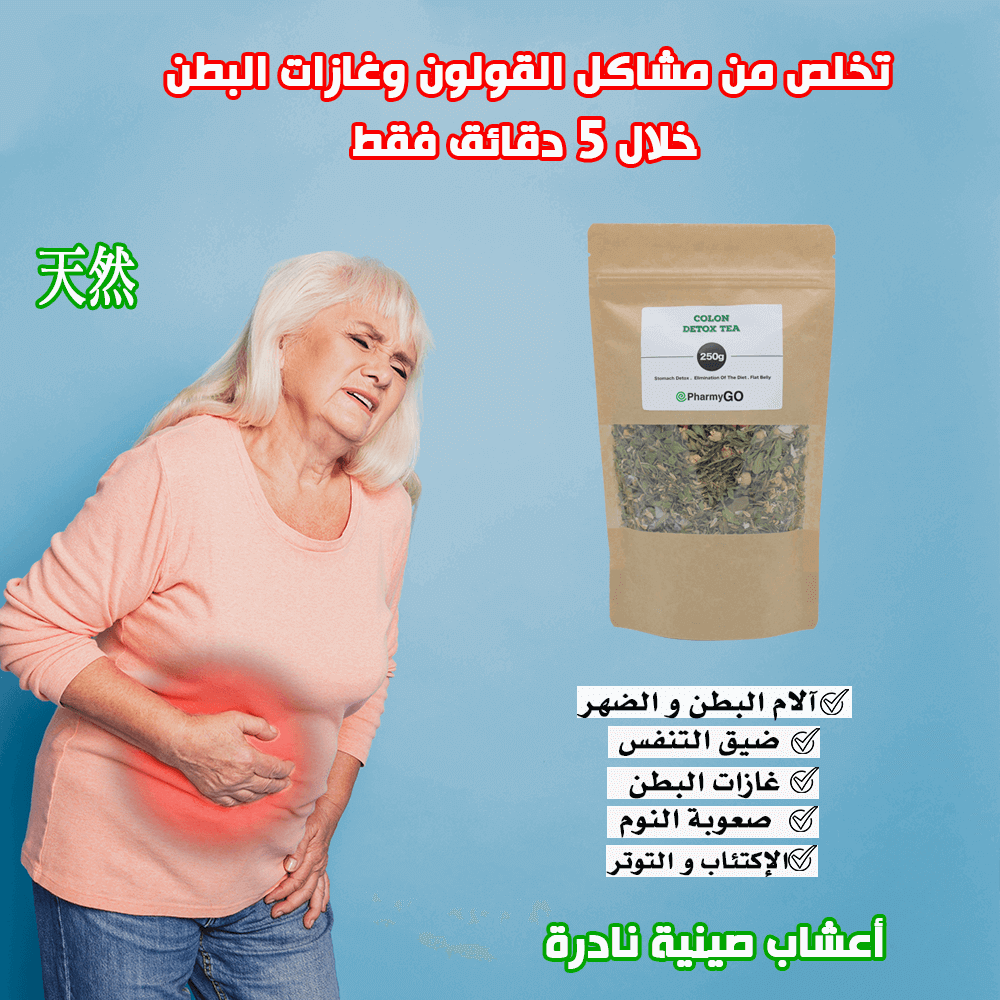 تخلص من مشاكل القولون وغازات البطن
خلال 5 دقائق فقط
天然
COLON
DETOX TEA
250g
Stomach Detox . Elimination Of The Diet . Flat Belly
PharmyGO
آلام البطن و الضهر
ضيق التنفس
غازات البطن
صعوبة النوم
الإكتئاب و التوتر
أعشاب صينية نادرة